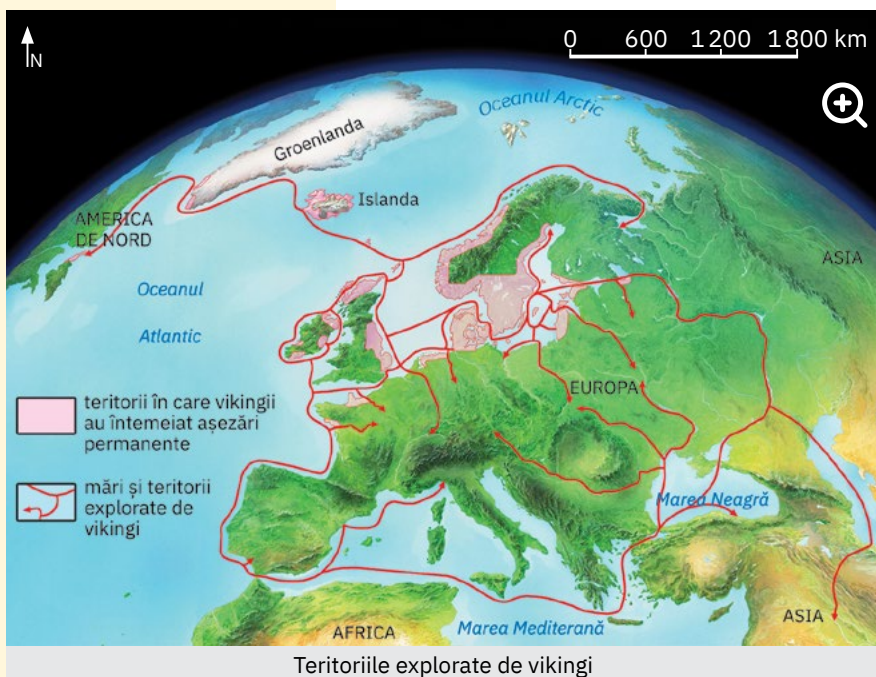 N
0 600 1200 1800 km
Oceanul Arctic
Groenlanda
Islanda
AMERICA
DE NORD
ASIA
Oceanul
Atlantic
teritorii în care vikingii
au întemeiat așezări
permanente
EUROPA
mări și teritorii
explorate de
vikingi
Marea Neagră
ASIA
AFRICA
Marea Mediterană
Teritoriile explorate de vikingi